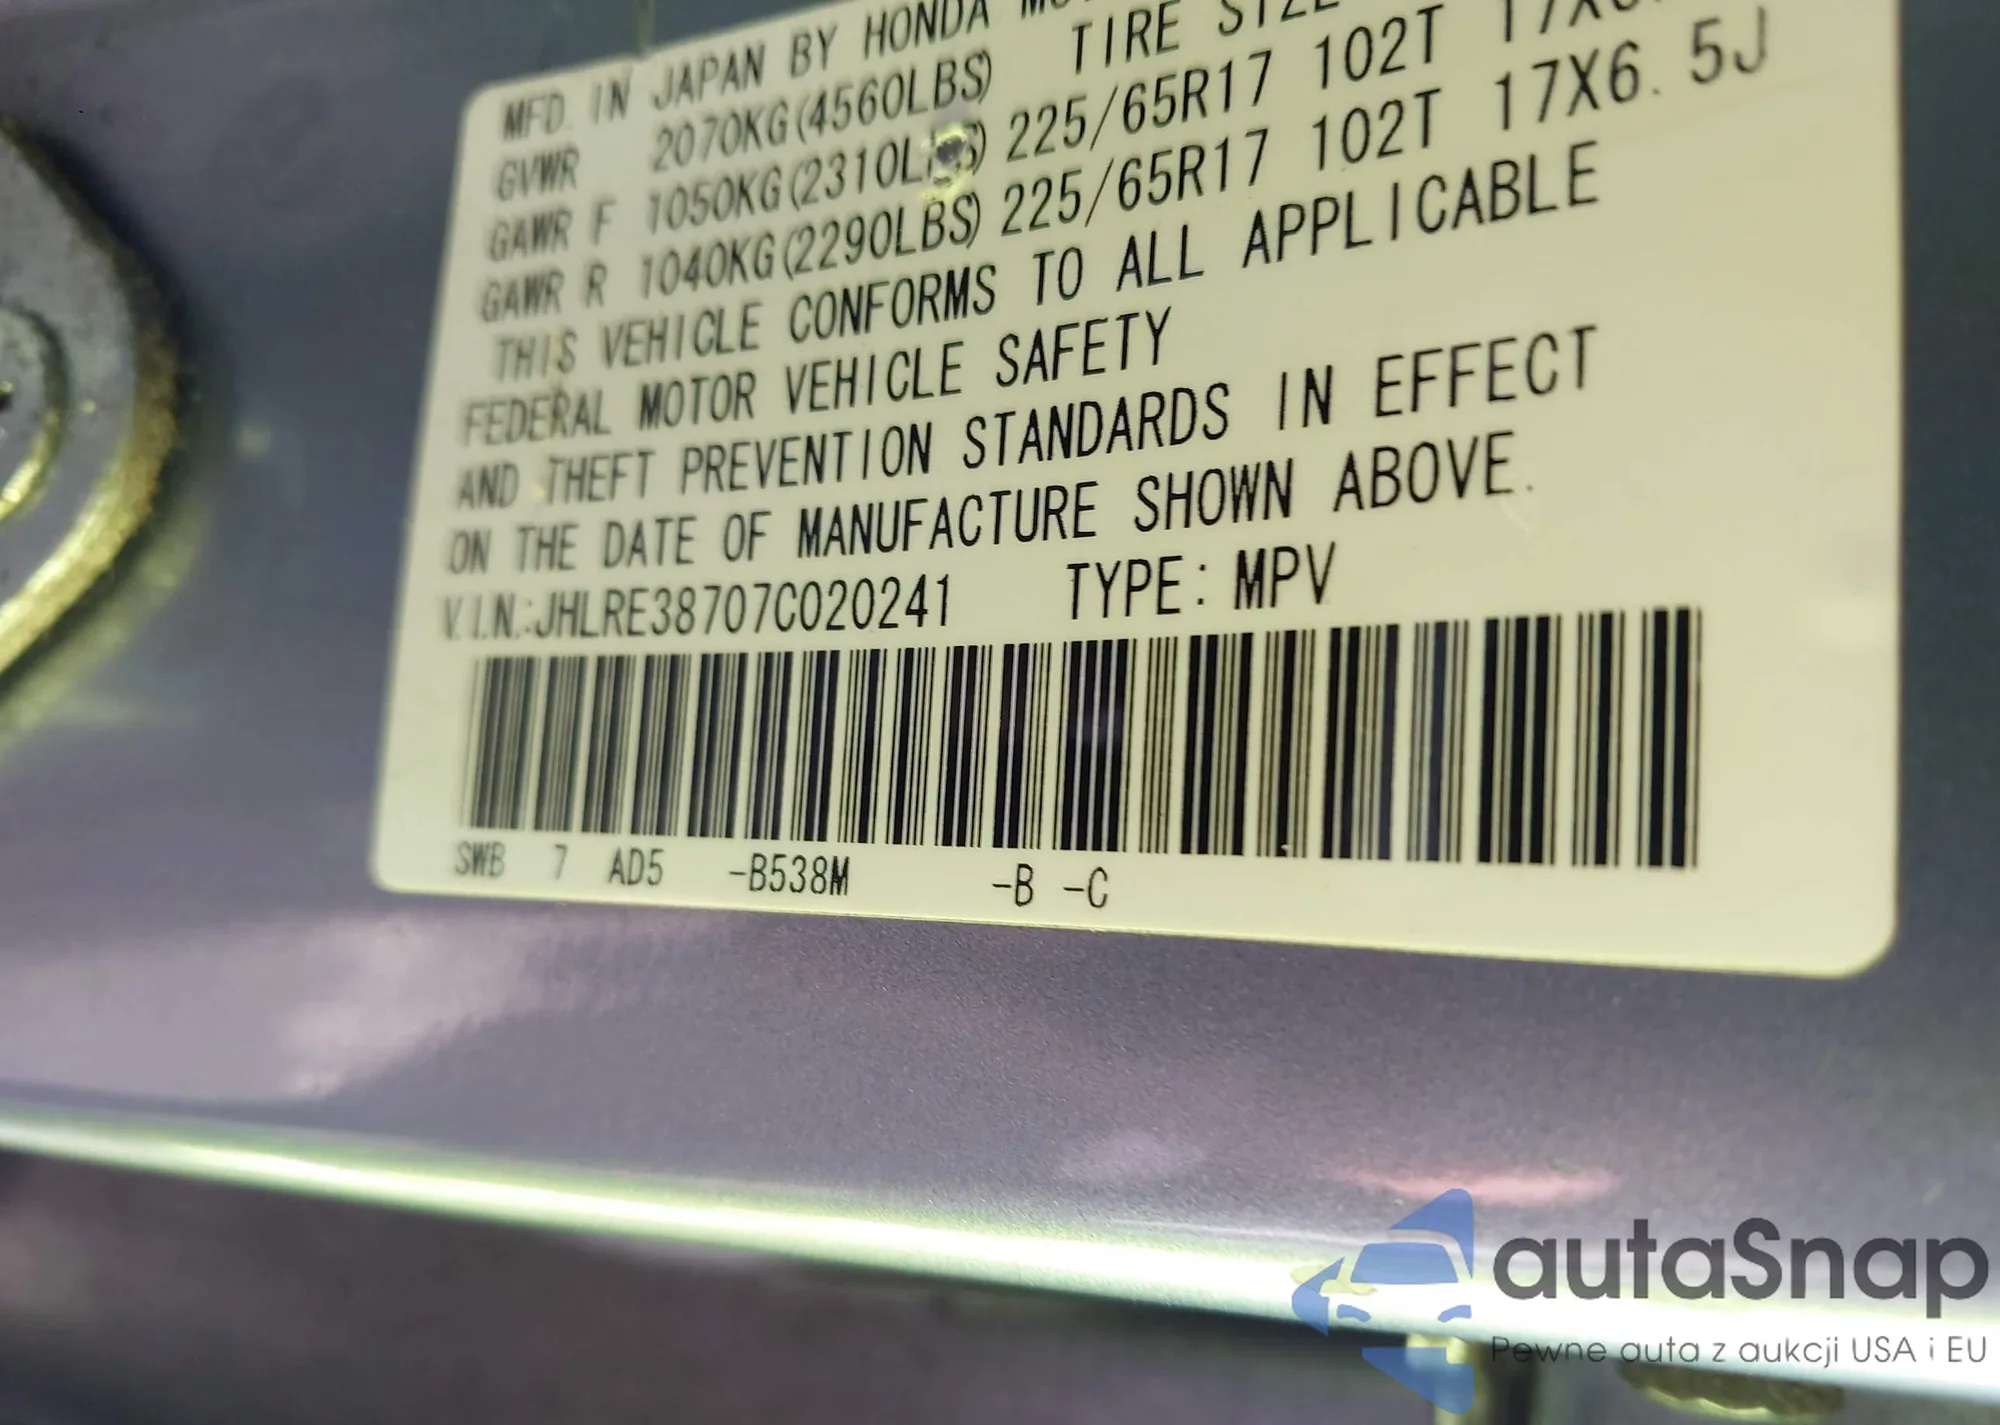 MFD. IN JAPAN BY HONDA
GVWR 2070KG(4560LBS) TIRE SIZE
GAWR F 1050KG(2310LBS) 225/65R17 102T
GAWR R 1040KG(2290LBS) 225/65R17 102T 17X6.5J
THIS VEHICLE CONFORMS TO ALL APPLICABLE
FEDERAL MOTOR VEHICLE SAFETY
AND THEFT PREVENTION STANDARDS IN EFFECT
ON THE DATE OF MANUFACTURE SHOWN ABOVE.
V.I.N.:JHLRE38707C020241 TYPE: MPV
SWB 7 AD5 -B538M -B -C
autaSnap
Pewne auta z aukcji USA i EU